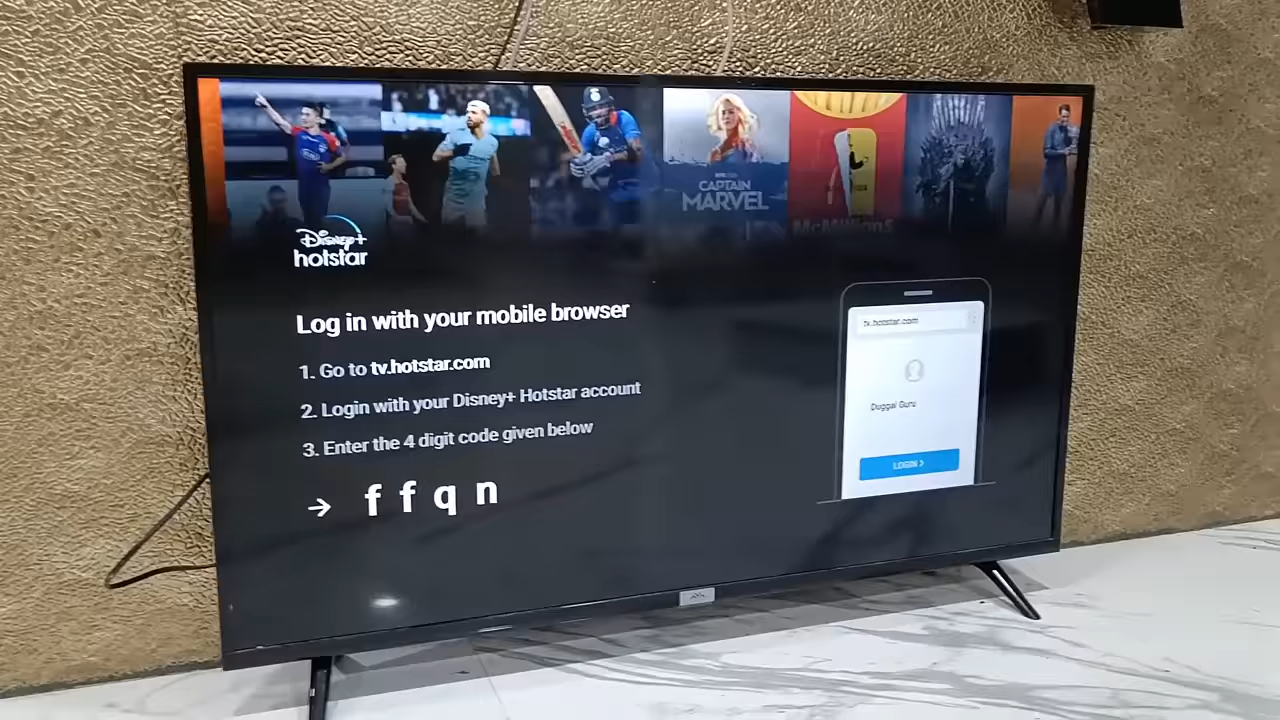 CAPTAIN
MARVEL
McMillion$
Disney+
hotstar
Log in with your mobile browser
1. Go to tv.hotstar.com
2. Login with your Disney+ Hotstar account
3. Enter the 4 digit code given below
→ f f q n
tv.hotstar.com
Duggal Guru
LOGIN >